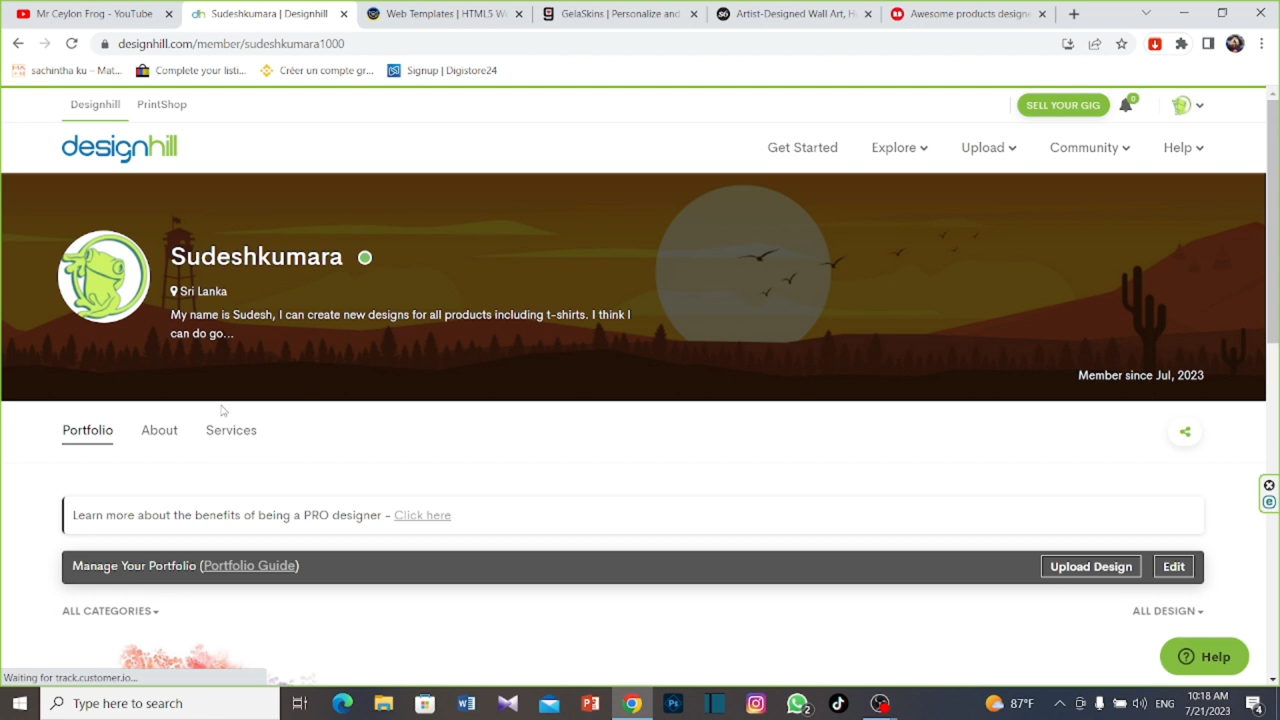 Mr Ceylon Frog - YouTube
Sudeshkumara | Designhill
Web Templates | HTML5 W
GelaSkins | Personalize and
Artist-Designed Wall Art, H
Awesome products designe
designhill.com/member/sudeshkumara1000
sachintha ku – Mat...
Complete your listi...
Créer un compte gr...
Signup | Digistore24
Designhill
PrintShop
SELL YOUR GIG
0
designhill
Get Started
Explore
Upload
Community
Help
Sudeshkumara
Sri Lanka
My name is Sudesh, I can create new designs for all products including t-shirts. I think I
can do go...
Member since Jul, 2023
Portfolio
About
Services
Learn more about the benefits of being a PRO designer - Click here
Manage Your Portfolio (Portfolio Guide)
Upload Design
Edit
ALL CATEGORIES
ALL DESIGN
Help
Waiting for track.customer.io...
Type here to search
87°F
ENG
10:18 AM
7/21/2023